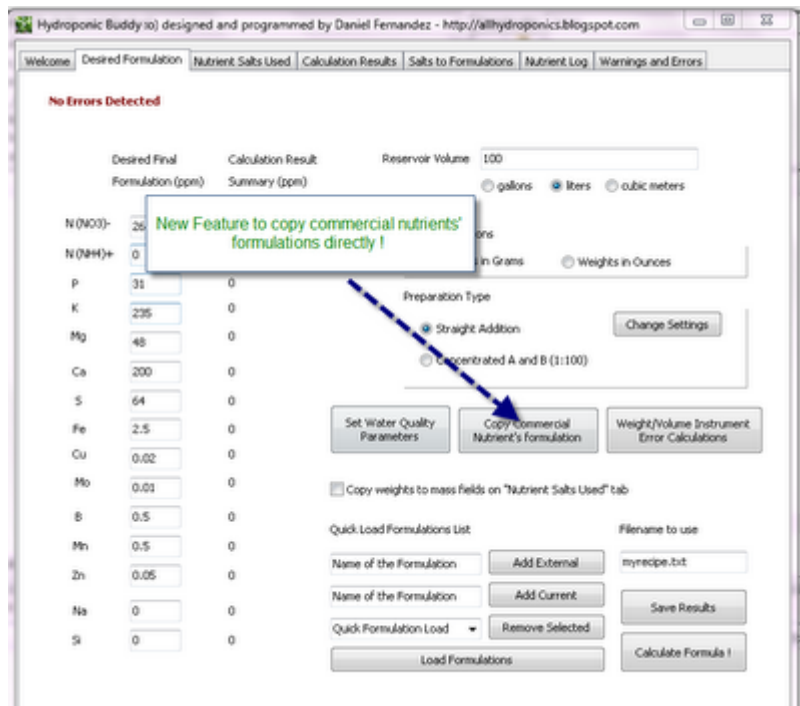 Hydroponic Buddy :o) designed and programmed by Daniel Fernandez - http://allhydroponics.blogspot.com
Welcome Desired Formulation Nutrient Salts Used Calculation Results Salts to Formulations Nutrient Log Warnings and Errors
No Errors Detected
Desired Final Calculation Result Reservoir Volume 100
Formulation (ppm) Summary (ppm) gallons liters cubic meters
New Feature to copy commercial nutrients'
formulations directly !
N (NO3)- 26
N (NH4)+ 0 in Grams Weights in Ounces
P 31 0
Preparation Type
K 235 0
Straight Addition Change Settings
Mg 48 0
Concentrated A and B (1:100)
Ca 200 0
S 64 0
Set Water Quality Parameters Copy Commercial Nutrient's formulation Weight/Volume Instrument Error Calculations
Fe 2.5 0
Cu 0.02 0
Mo 0.01 0
Copy weights to mass fields on "Nutrient Salts Used" tab
B 0.5 0
Quick Load Formulations List Filename to use
Mn 0.5 0
Name of the Formulation Add External myrecipe.txt
Zn 0.05 0
Name of the Formulation Add Current Save Results
Na 0 0
Quick Formulation Load Remove Selected
Si 0 0
Load Formulations Calculate Formula !